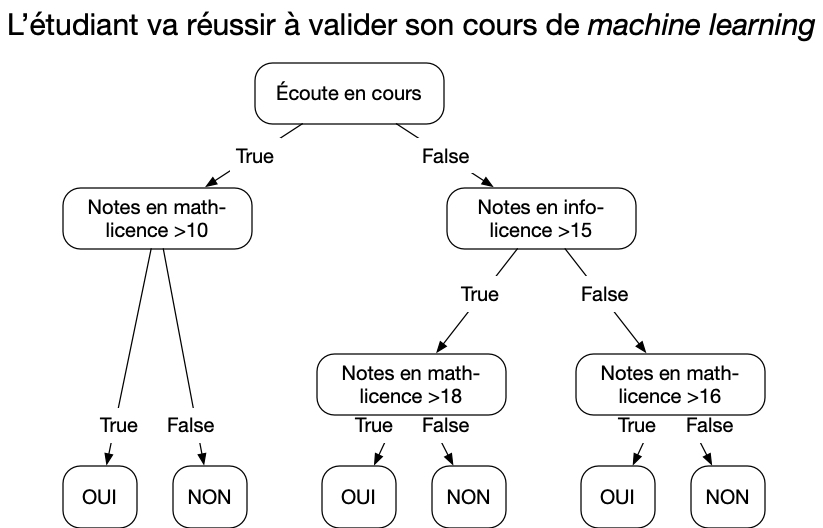 L’étudiant va réussir à valider son cours de machine learning
Écoute en cours
True
False
Notes en math-
licence >10
Notes en info-
licence >15
True
False
Notes en math-
licence >18
Notes en math-
licence >16
True
False
True
False
True
False
OUI
NON
OUI
NON
OUI
NON